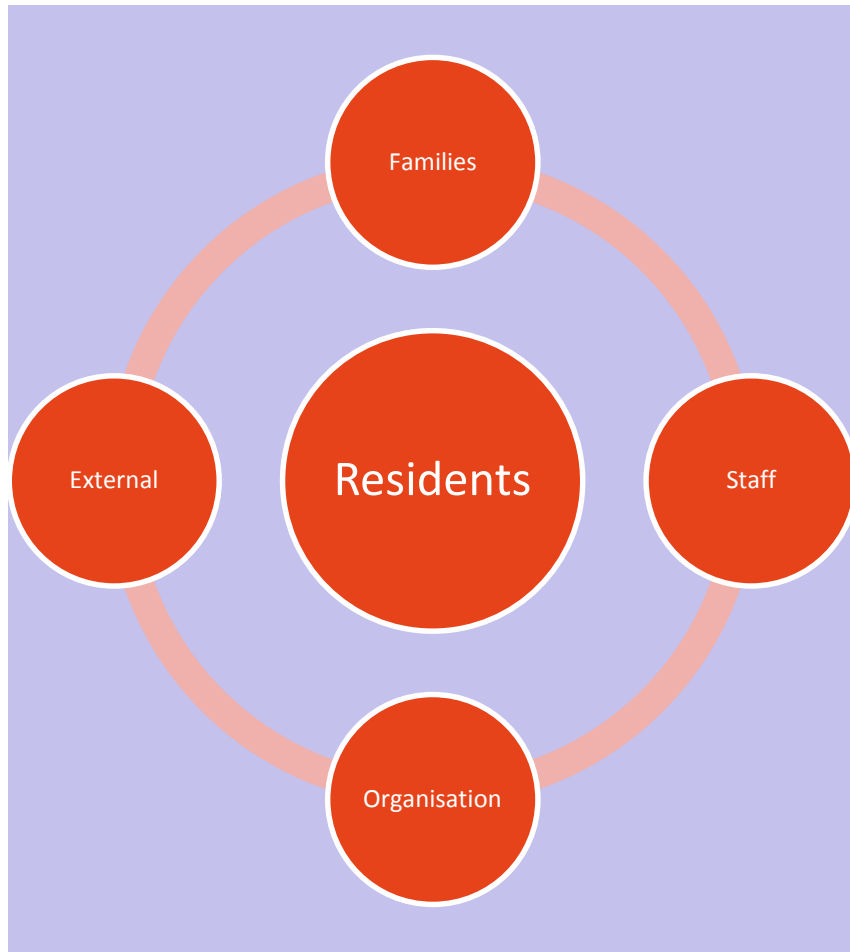 Families
External
Residents
Staff
Organisation